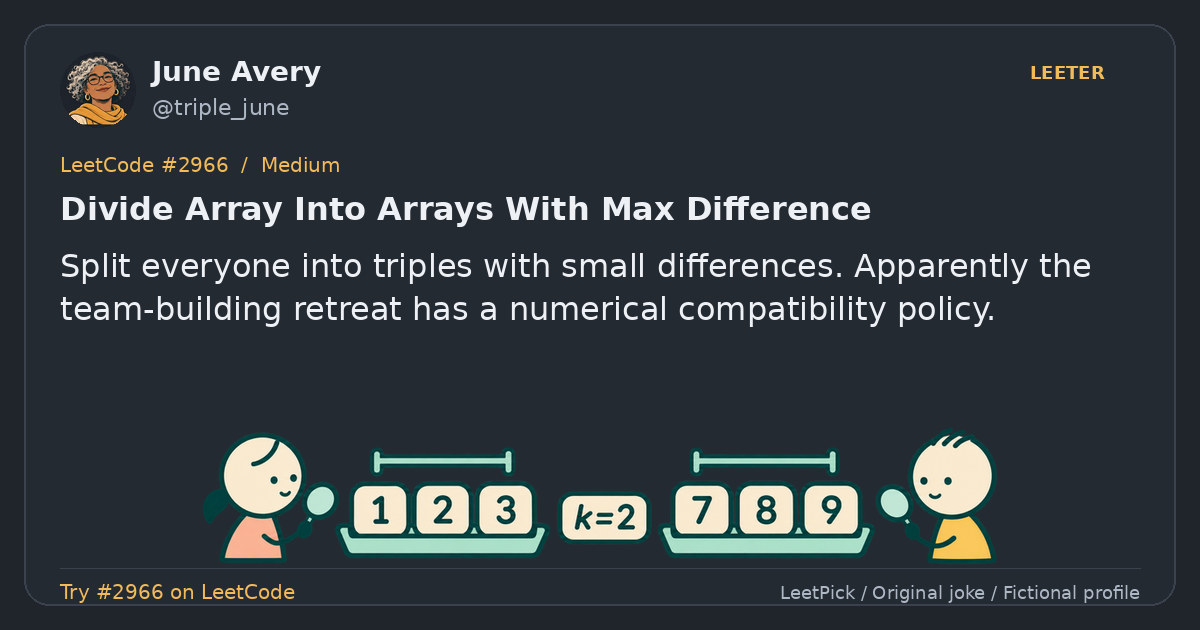 June Avery
@triple_june
LEETER
LeetCode #2966 / Medium
Divide Array Into Arrays With Max Difference
Split everyone into triples with small differences. Apparently the
team-building retreat has a numerical compatibility policy.
1 2 3 k=2 7 8 9
Try #2966 on LeetCode
LeetPick / Original joke / Fictional profile